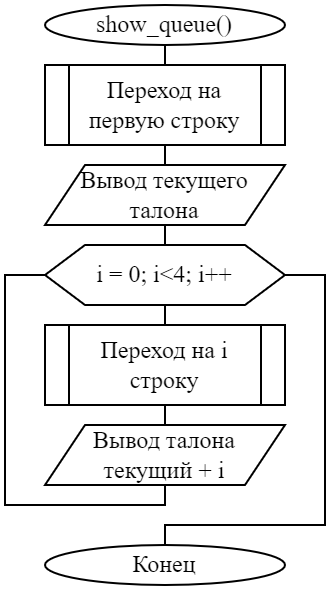 show_queue()
Переход на
первую строку
Вывод текущего
талона
i = 0; i<4; i++
Переход на i
строку
Вывод талона
текущий + i
Конец